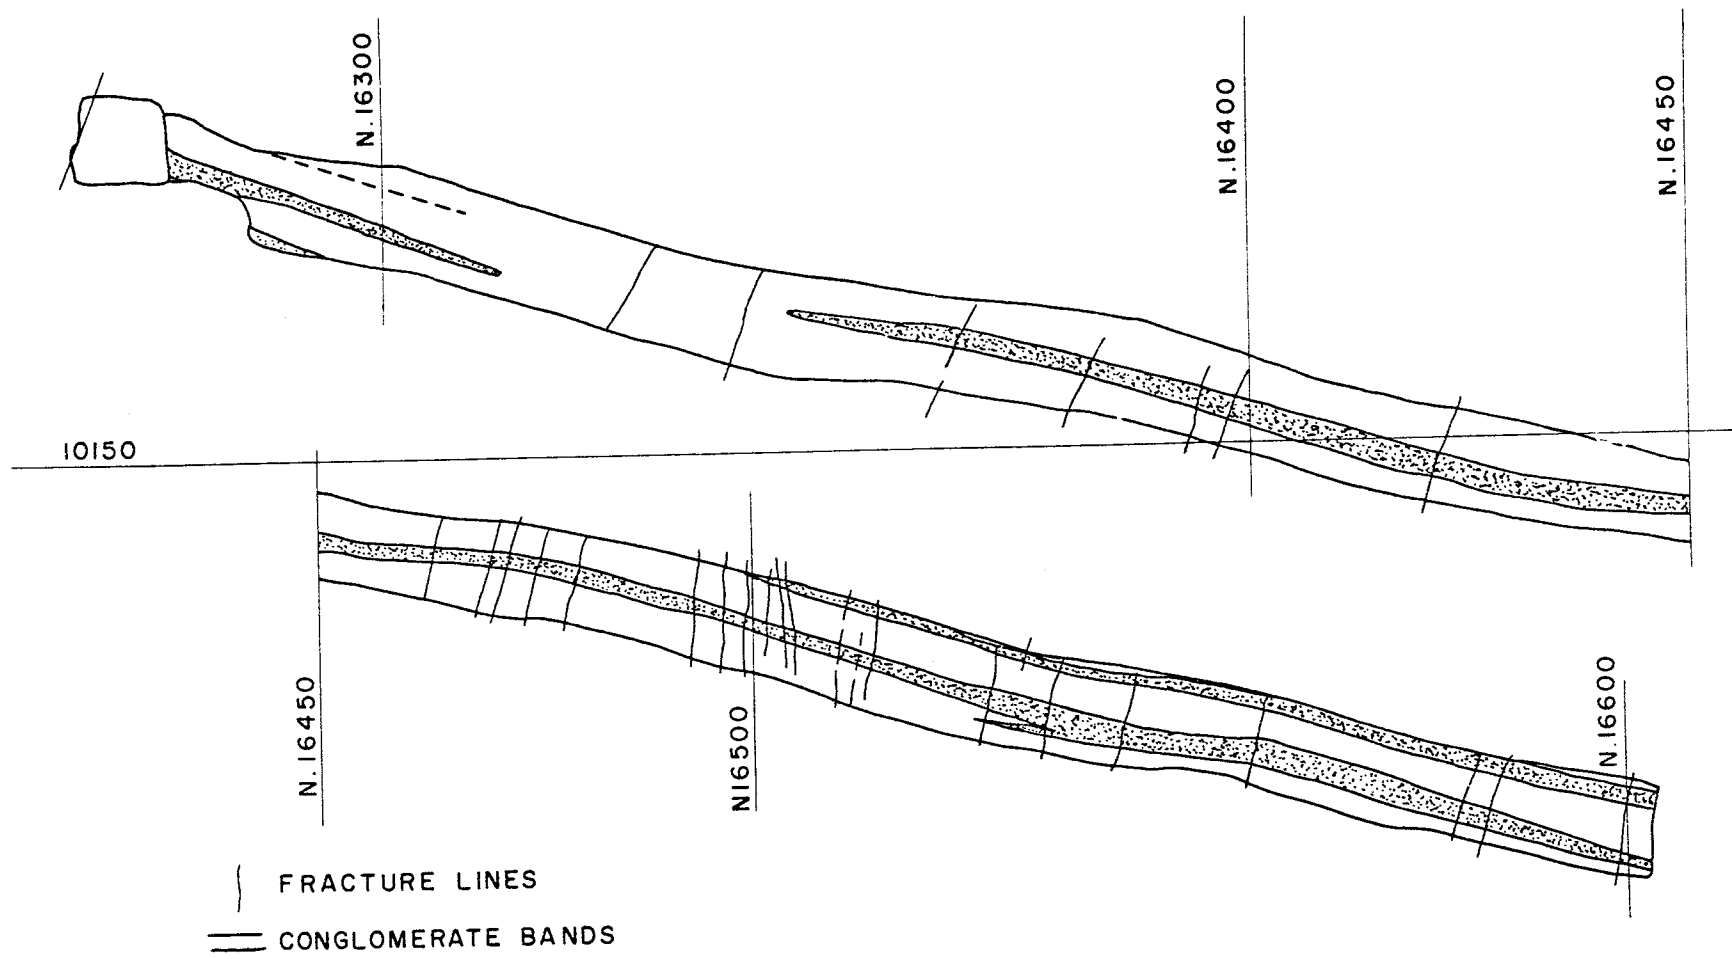 N.16300
N.16400
N.16450
10150
N.16450
N16500
N.16600
FRACTURE LINES
CONGLOMERATE BANDS